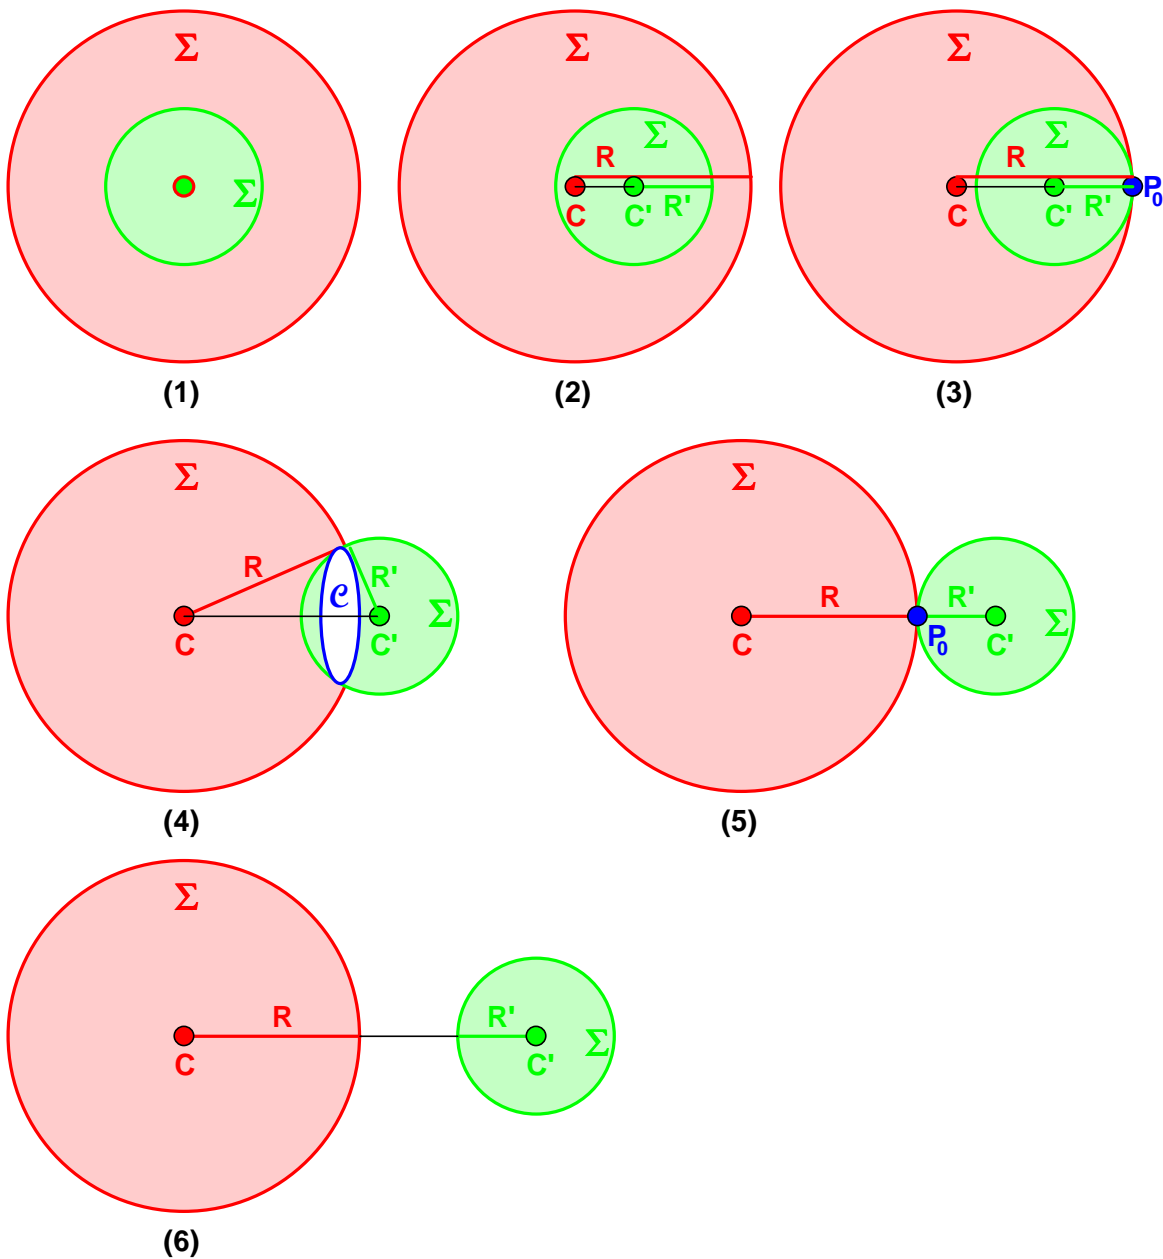 Σ Σ
Σ Σ
R C C' R'
Σ Σ
R C C' R' P0
(1) (2) (3)
Σ R 𝒞 R' C C' Σ
Σ R R' C P0 C' Σ
(4) (5)
Σ
R R'
C C' Σ
(6)